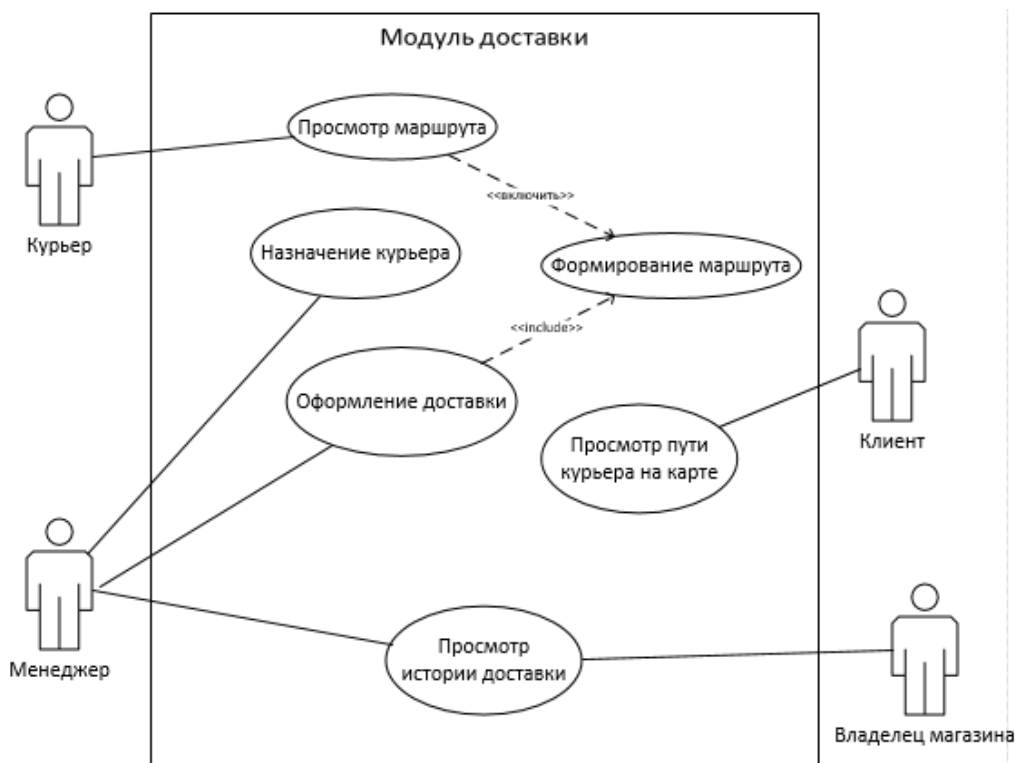 Модуль доставки
Просмотр маршрута
<<включить>>
Курьер
Назначение курьера
Формирование маршрута
<<include>>
Оформление доставки
Клиент
Просмотр пути
курьера на карте
Менеджер
Просмотр
истории доставки
Владелец магазина